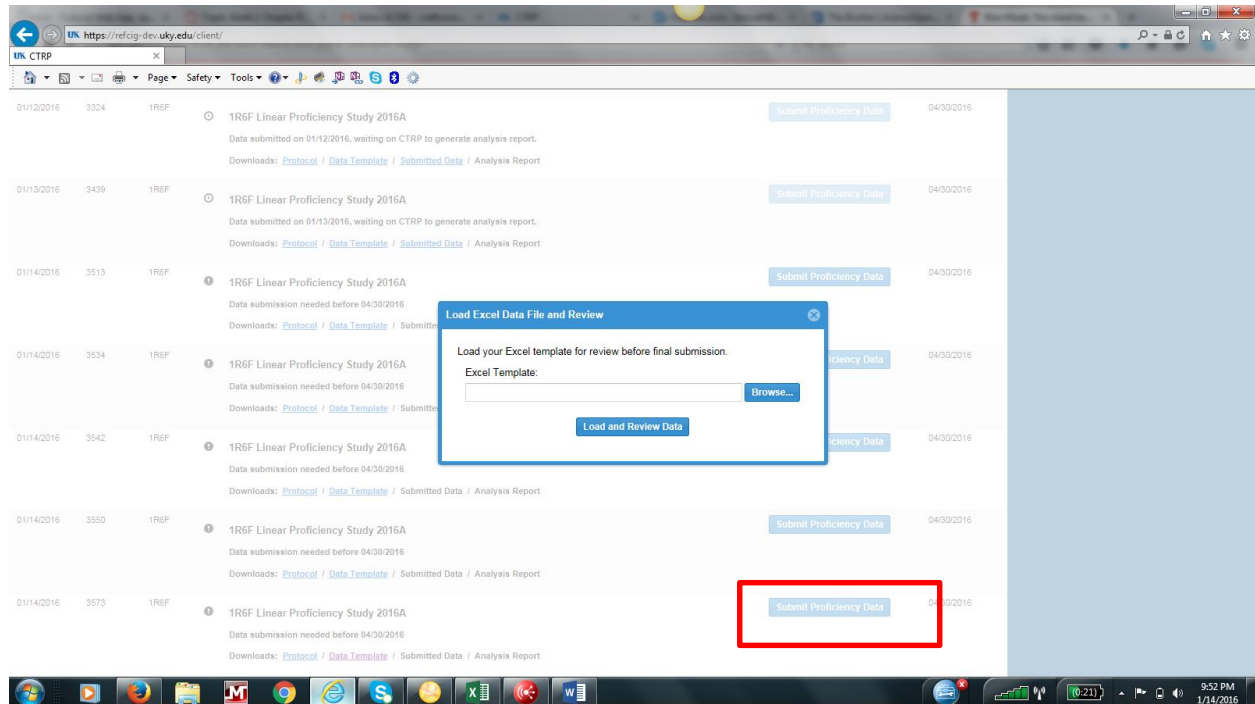 https://refcig-dev.uky.edu/client/
UK CTRP
Page Safety Tools
01/12/2016 3324 1R6F 1R6F Linear Proficiency Study 2016A Submit Proficiency Data 04/30/2016
Data submitted on 01/12/2016, waiting on CTRP to generate analysis report.
Downloads: Protocol / Data Template / Submitted Data / Analysis Report
01/13/2016 3439 1R6F 1R6F Linear Proficiency Study 2016A Submit Proficiency Data 04/30/2016
Data submitted on 01/13/2016, waiting on CTRP to generate analysis report.
Downloads: Protocol / Data Template / Submitted Data / Analysis Report
01/14/2016 3513 1R6F 1R6F Linear Proficiency Study 2016A Submit Proficiency Data 04/30/2016
Data submission needed before 04/30/2016
Downloads: Protocol / Data Template / Submitte
Load Excel Data File and Review
Load your Excel template for review before final submission.
Excel Template:
Browse...
Load and Review Data
01/14/2016 3534 1R6F 1R6F Linear Proficiency Study 2016A iciency Data 04/30/2016
Data submission needed before 04/30/2016
Downloads: Protocol / Data Template / Submitte
01/14/2016 3542 1R6F 1R6F Linear Proficiency Study 2016A iciency Data 04/30/2016
Data submission needed before 04/30/2016
Downloads: Protocol / Data Template / Submitted Data / Analysis Report
01/14/2016 3550 1R6F 1R6F Linear Proficiency Study 2016A Submit Proficiency Data 04/30/2016
Data submission needed before 04/30/2016
Downloads: Protocol / Data Template / Submitted Data / Analysis Report
01/14/2016 3573 1R6F 1R6F Linear Proficiency Study 2016A Submit Proficiency Data 04/30/2016
Data submission needed before 04/30/2016
Downloads: Protocol / Data Template / Submitted Data / Analysis Report
(0:21)
9:52 PM
1/14/2016